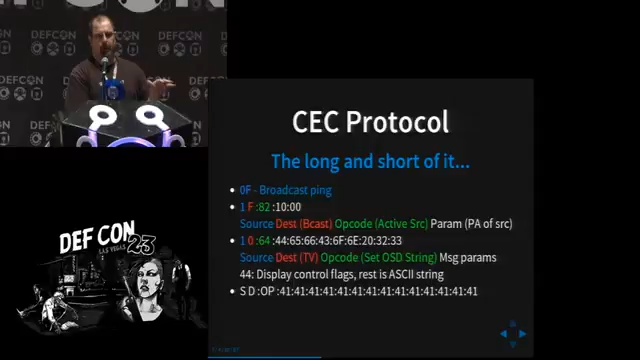 DEFCON
DEFCON
CEC Protocol
The long and short of it...
0F - Broadcast ping
1 F :82 :10:00
Source Dest (Bcast) Opcode (Active Src) Param (PA of src)
1 0 :64 :44:65:66:43:6F:6E:20:32:33
Source Dest (TV) Opcode (Set OSD String) Msg params
44: Display control flags, rest is ASCII string
S D :OP :41:41:41:41:41:41:41:41:41:41:41:41:41:41
DEF CON
LAS VEGAS 23